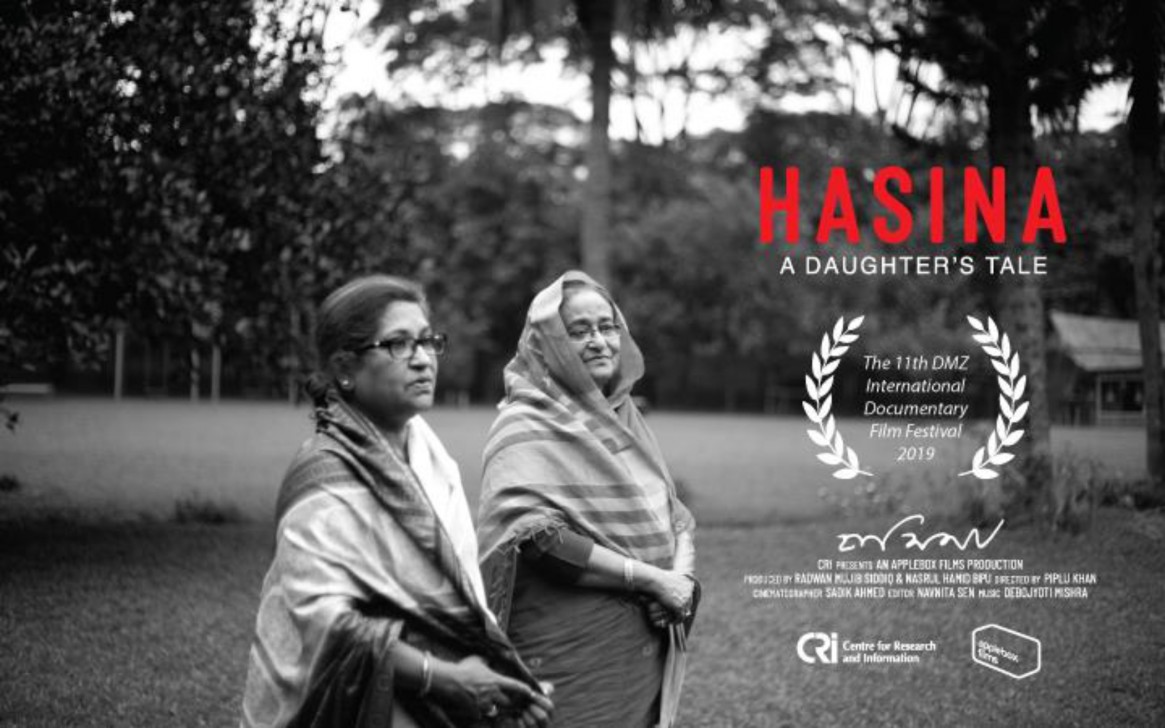 HASINA
A DAUGHTER'S TALE
The 11th DMZ
International
Documentary
Film Festival
2019
হাসিনা
CRI PRESENTS AN APPLEBOX FILMS PRODUCTION
PRODUCED BY RADWAN MUJIB SIDDIQ & NASRUL HAMID BIPU DIRECTED BY PIPLU KHAN
CINEMATOGRAPHER SADIK AHMED EDITOR NAVNITA SEN MUSIC DEBOJYOTI MISHRA
CRi Centre for Research
and Information
applebox
films